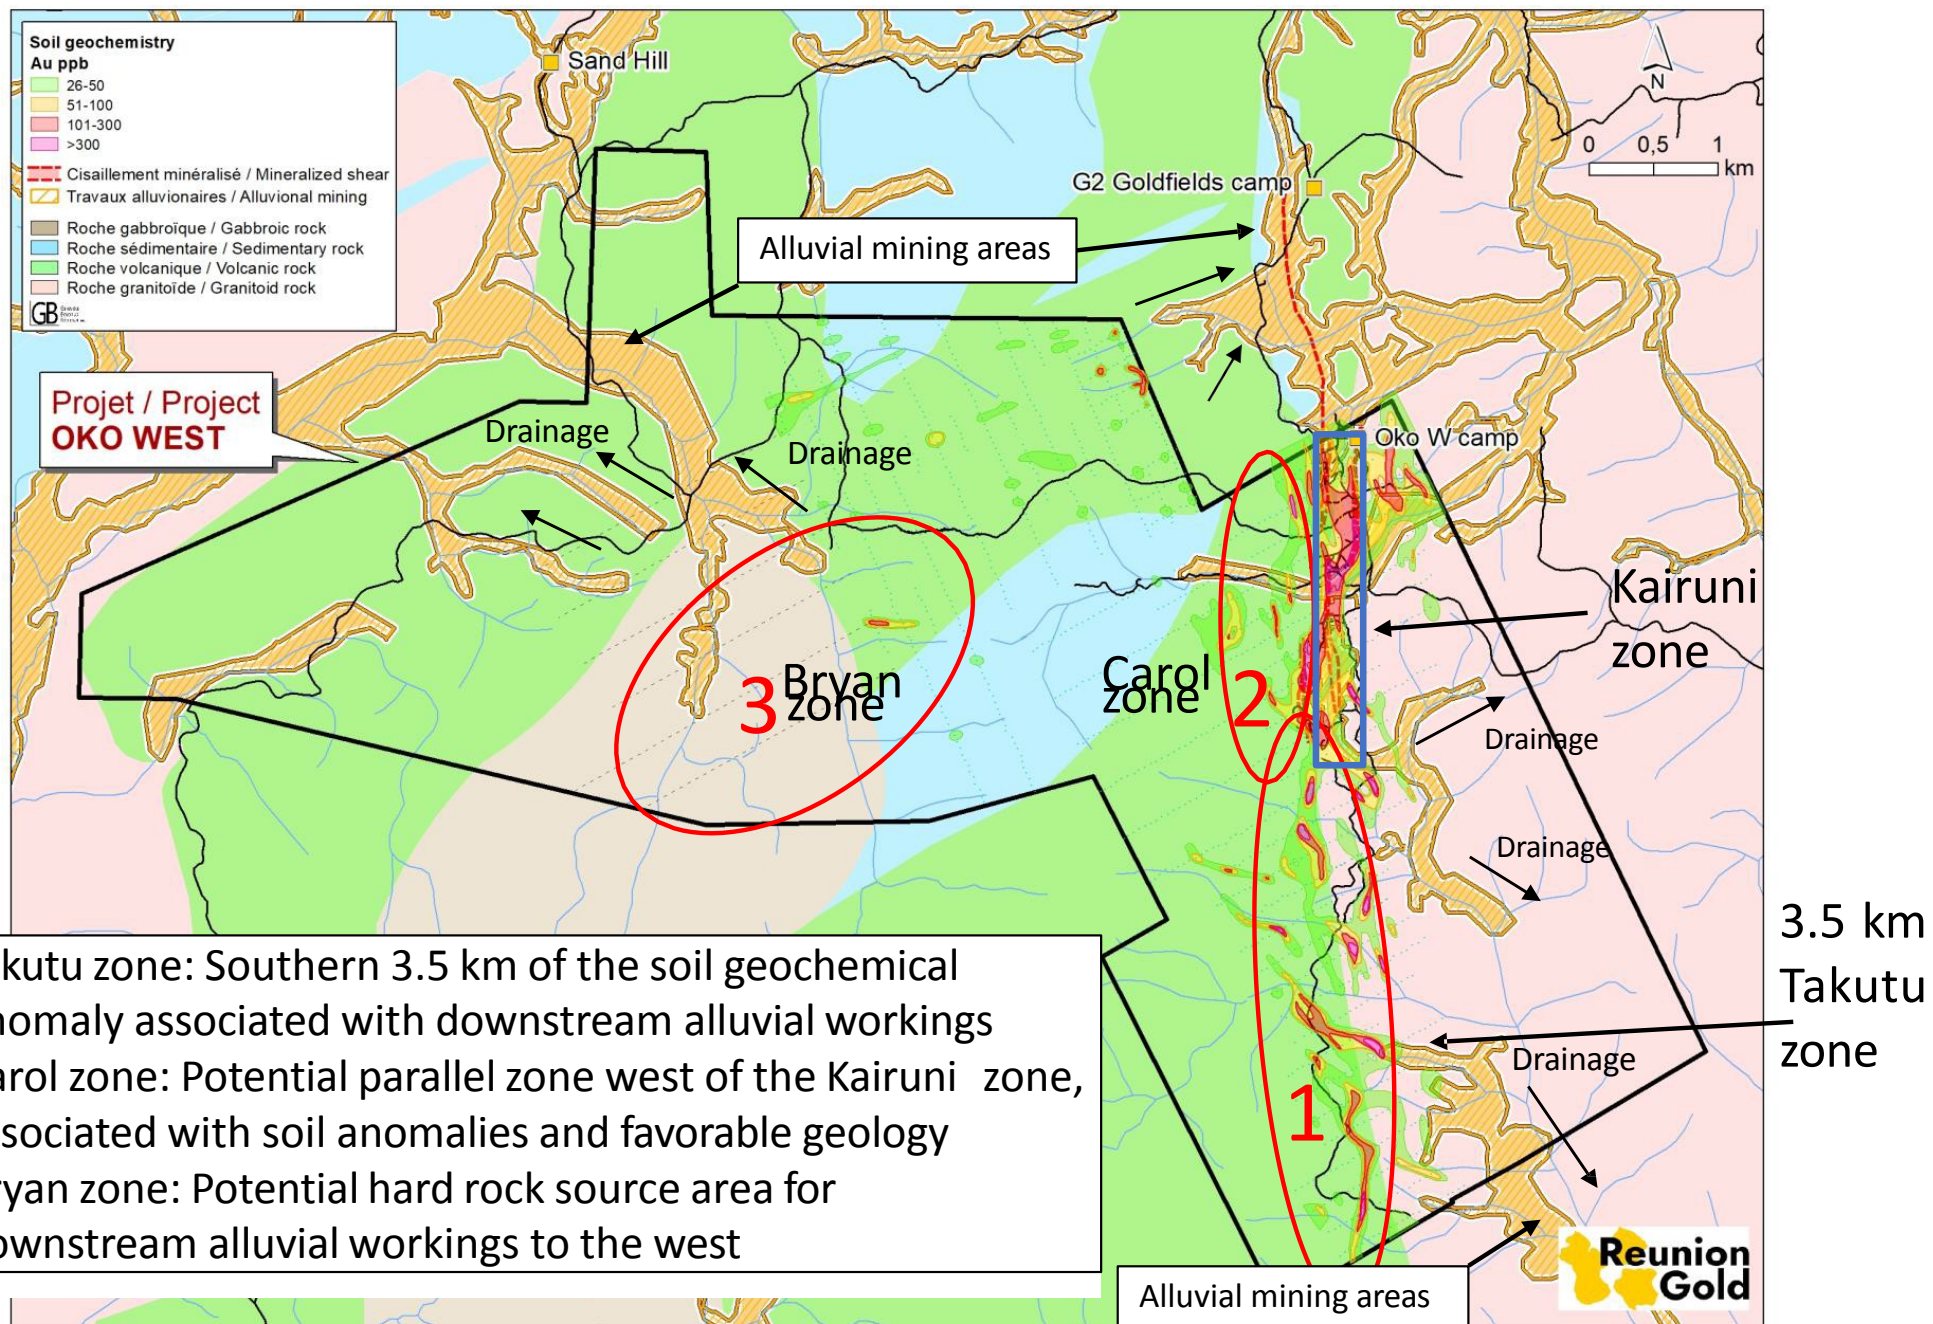 Soil geochemistry
Au ppb
26-50
51-100
101-300
>300
Cisaillement minéralisé / Mineralized shear
Travaux alluvionaires / Alluvional mining
Roche gabbroïque / Gabbroic rock
Roche sédimentaire / Sedimentary rock
Roche volcanique / Volcanic rock
Roche granitoïde / Granitoid rock
GB
Sand Hill
N
0 0,5 1
km
G2 Goldfields camp
Alluvial mining areas
Projet / Project
OKO WEST
Drainage
Drainage
Oko W camp
Kairuni
zone
Carol
zone
2
3
Bryan
zone
Drainage
Drainage
3.5 km
Takutu
zone
Drainage
1
kutu zone: Southern 3.5 km of the soil geochemical
nomaly associated with downstream alluvial workings
arol zone: Potential parallel zone west of the Kairuni zone,
sociated with soil anomalies and favorable geology
ryan zone: Potential hard rock source area for
ownstream alluvial workings to the west
Alluvial mining areas
Reunion
Gold